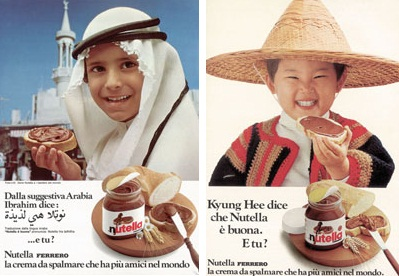 Dalla suggestiva Arabia
Ibrahim dice:
نوتلا هي لذيذة
...e tu?
Nutella FERRERO
la crema da spalmare che ha più amici nel mondo
nutella
Kyung Hee dice
che Nutella
è buona.
E tu?
Nutella FERRERO
la crema da spalmare che ha più amici nel mondo.
nutella